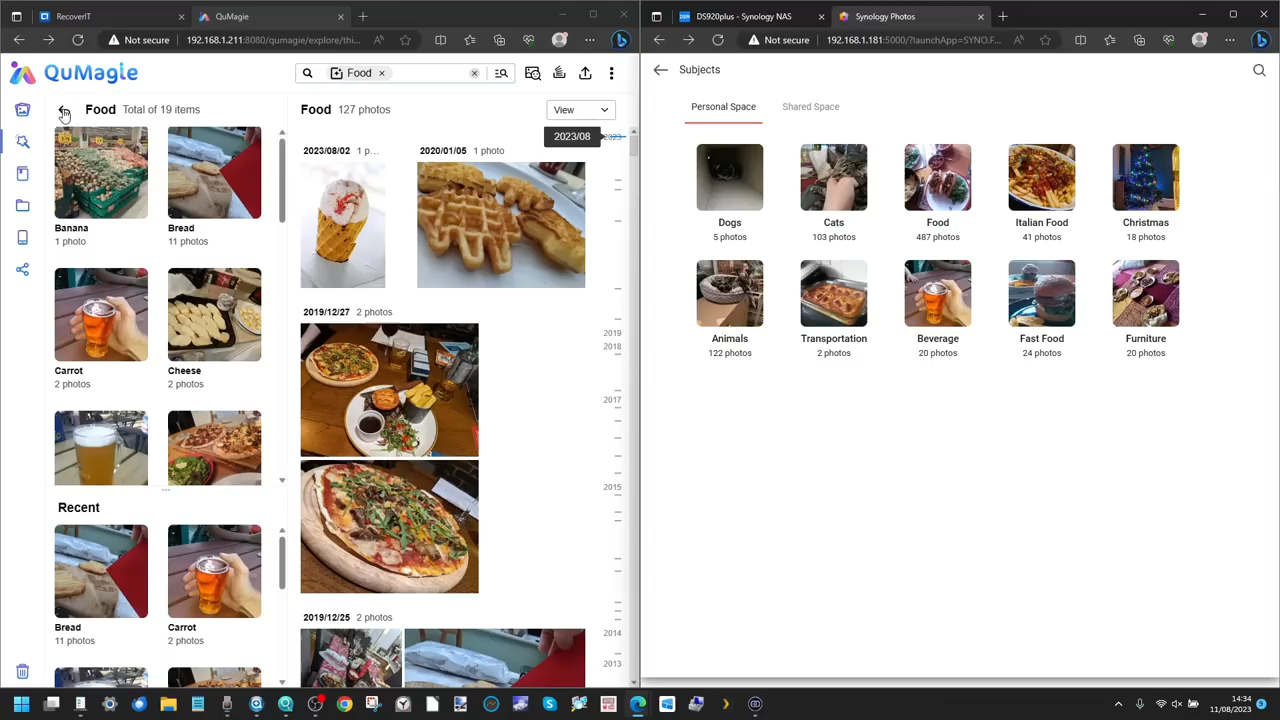 RecoverIT
QuMagie
DS920plus - Synology NAS
Synology Photos
Not secure
192.168.1.211:8080/qumagie/explore/thi...
Not secure
192.168.1.181:5000/?launchApp=SYNO.F...
QuMagie
Food
Subjects
Food Total of 19 items
Food 127 photos
View
Personal Space
Shared Space
2023/08
2023
2023/08/02 1 p...
2020/01/05 1 photo
Banana
1 photo
Bread
11 photos
2019/12/27 2 photos
Carrot
2 photos
Cheese
2 photos
Recent
Bread
11 photos
Carrot
2 photos
2019/12/25 2 photos
2019
2018
2017
2015
2014
2013
Dogs
5 photos
Cats
103 photos
Food
487 photos
Italian Food
41 photos
Christmas
18 photos
Animals
122 photos
Transportation
2 photos
Beverage
20 photos
Fast Food
24 photos
Furniture
20 photos
14:34
11/08/2023
3